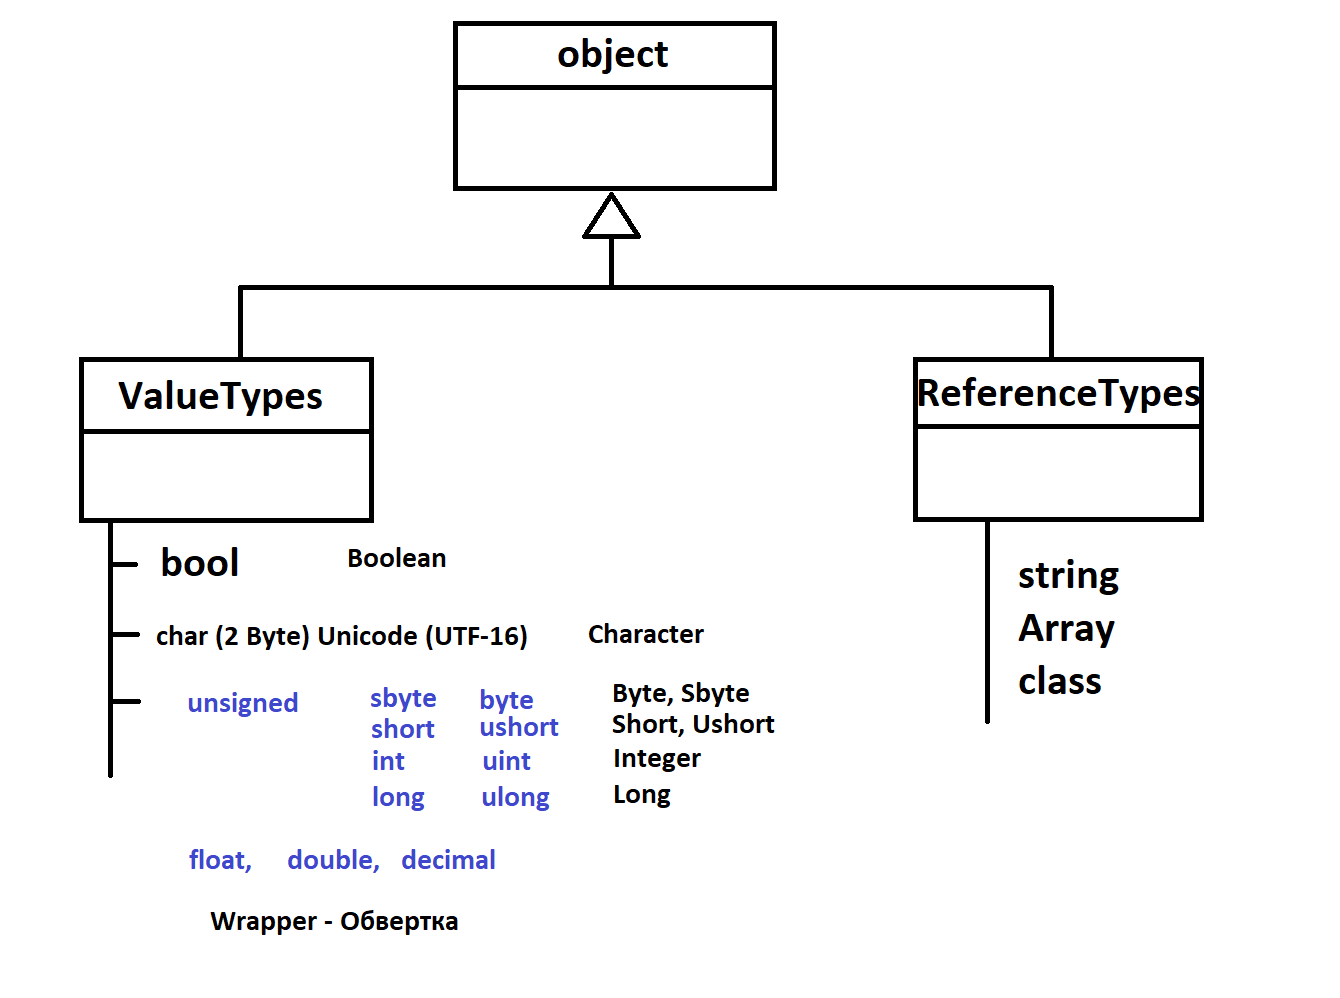 object
ValueTypes
ReferenceTypes
bool Boolean
char (2 Byte) Unicode (UTF-16) Character
unsigned sbyte byte Byte, Sbyte
short ushort Short, Ushort
int uint Integer
long ulong Long
float, double, decimal
Wrapper - Обвертка
string
Array
class